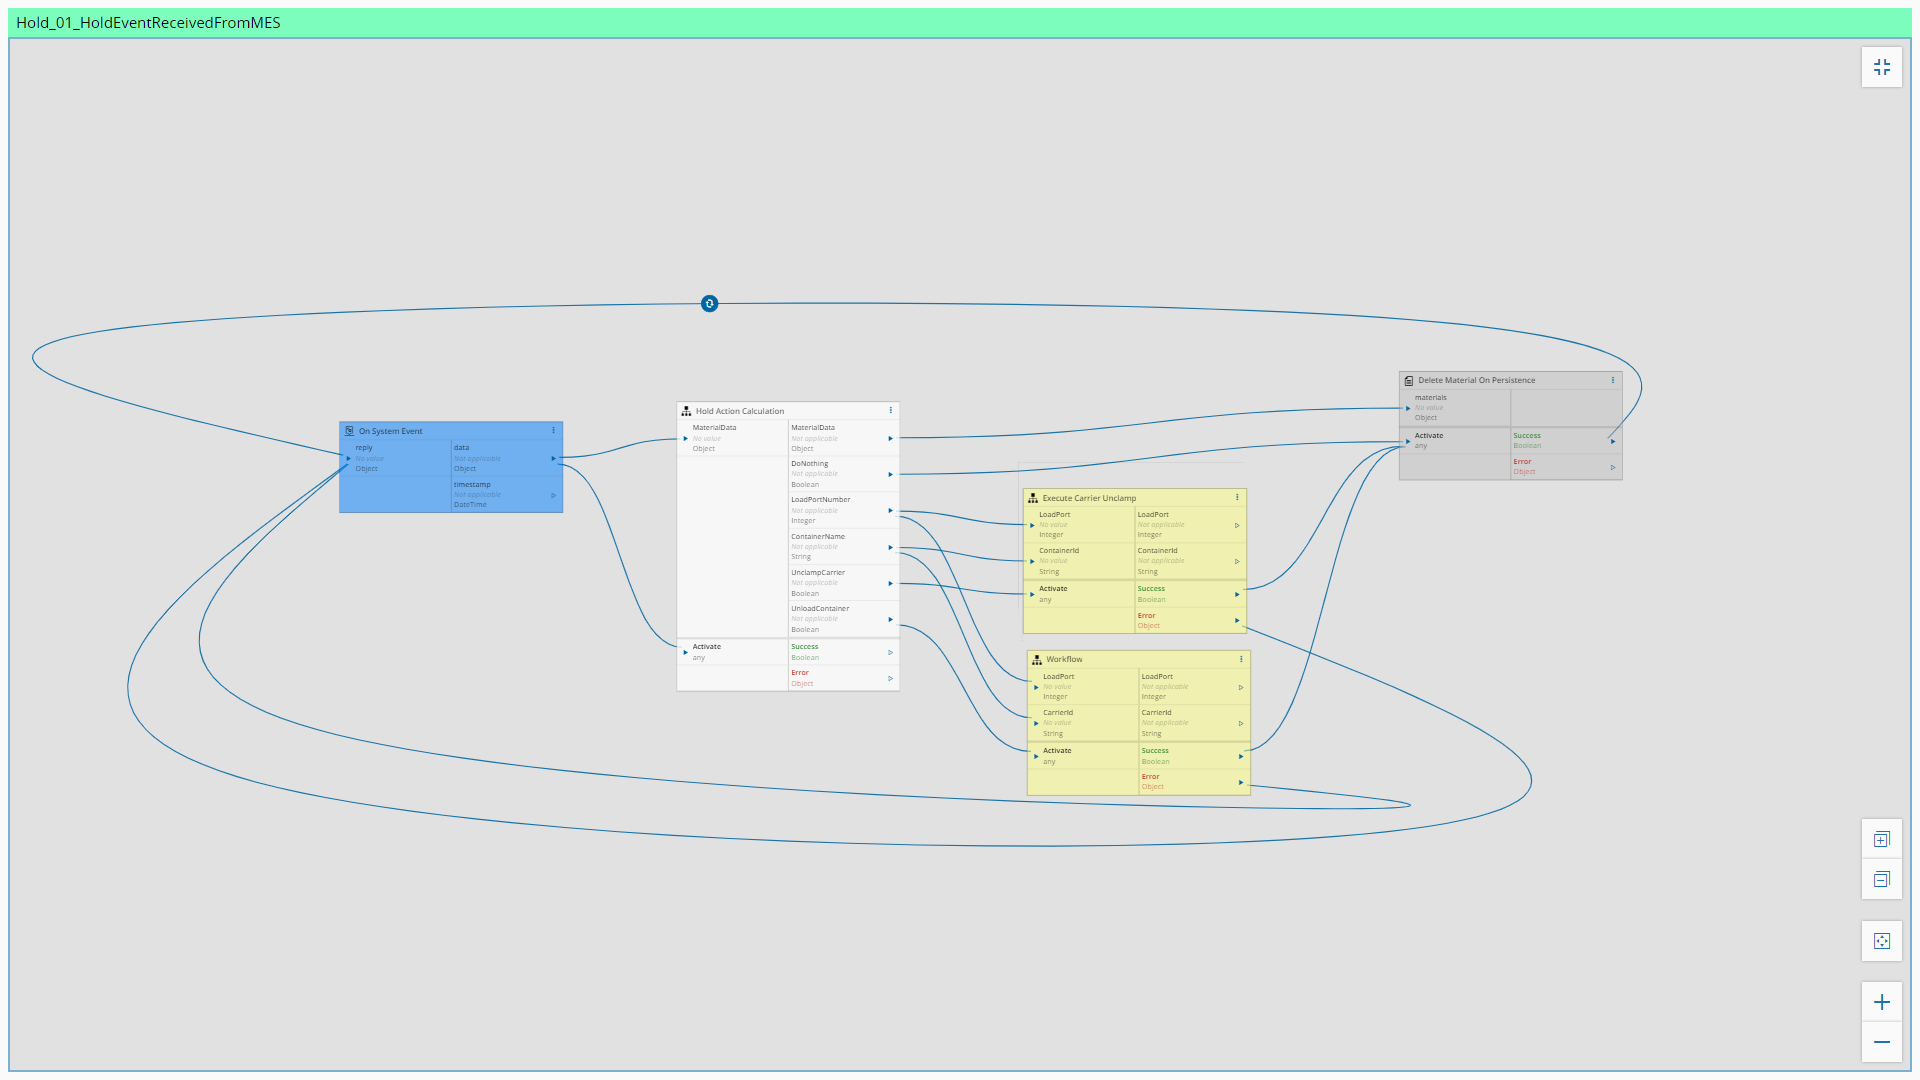 Hold_01_HoldEventReceivedFromMES
On System Event
reply
No value
Object
data
Not applicable
Object
timestamp
Not applicable
DateTime
Hold Action Calculation
MaterialData
No value
Object
MaterialData
Not applicable
Object
DoNothing
Not applicable
Boolean
LoadPortNumber
Not applicable
Integer
ContainerName
Not applicable
String
UnclampCarrier
Not applicable
Boolean
UnloadContainer
Not applicable
Boolean
Activate
any
Success
Boolean
Error
Object
Execute Carrier Unclamp
LoadPort
No value
Integer
LoadPort
Not applicable
Integer
ContainerId
No value
String
ContainerId
Not applicable
String
Activate
any
Success
Boolean
Error
Object
Workflow
LoadPort
No value
Integer
LoadPort
Not applicable
Integer
CarrierId
No value
String
CarrierId
Not applicable
String
Activate
any
Success
Boolean
Error
Object
Delete Material On Persistence
materials
No value
Object
Activate
any
Success
Boolean
Error
Object